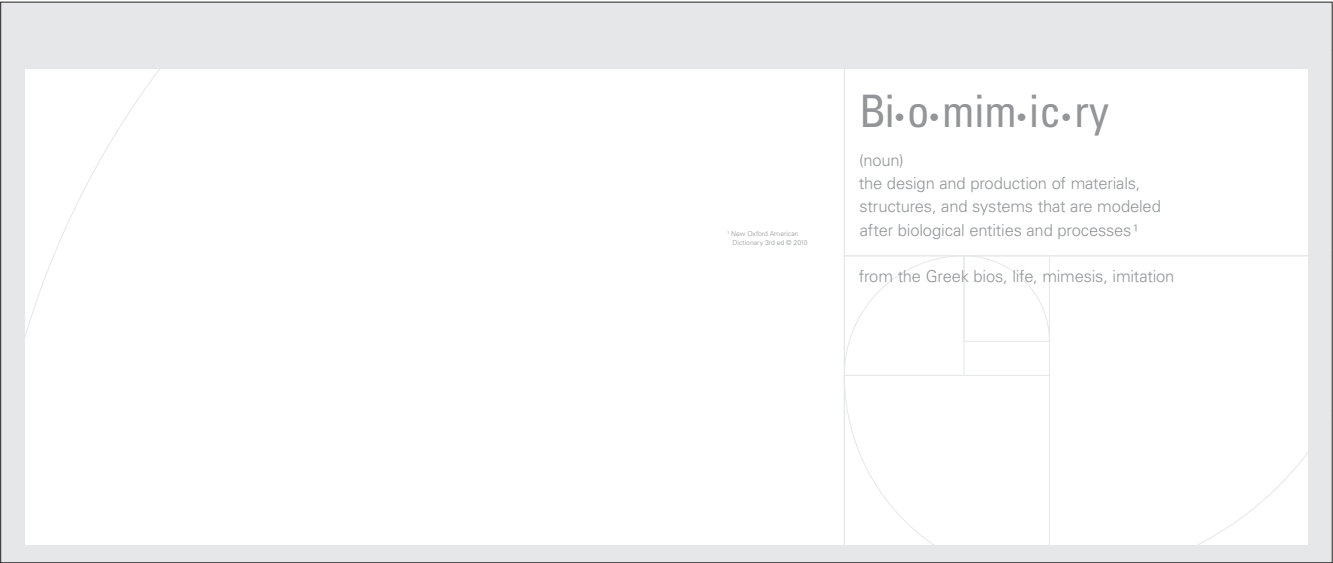 Bi•o•mim•ic•ry
(noun)
the design and production of materials,
structures, and systems that are modeled
after biological entities and processes¹
from the Greek bios, life, mimesis, imitation
¹ New Oxford American
Dictionary 3rd ed © 2010